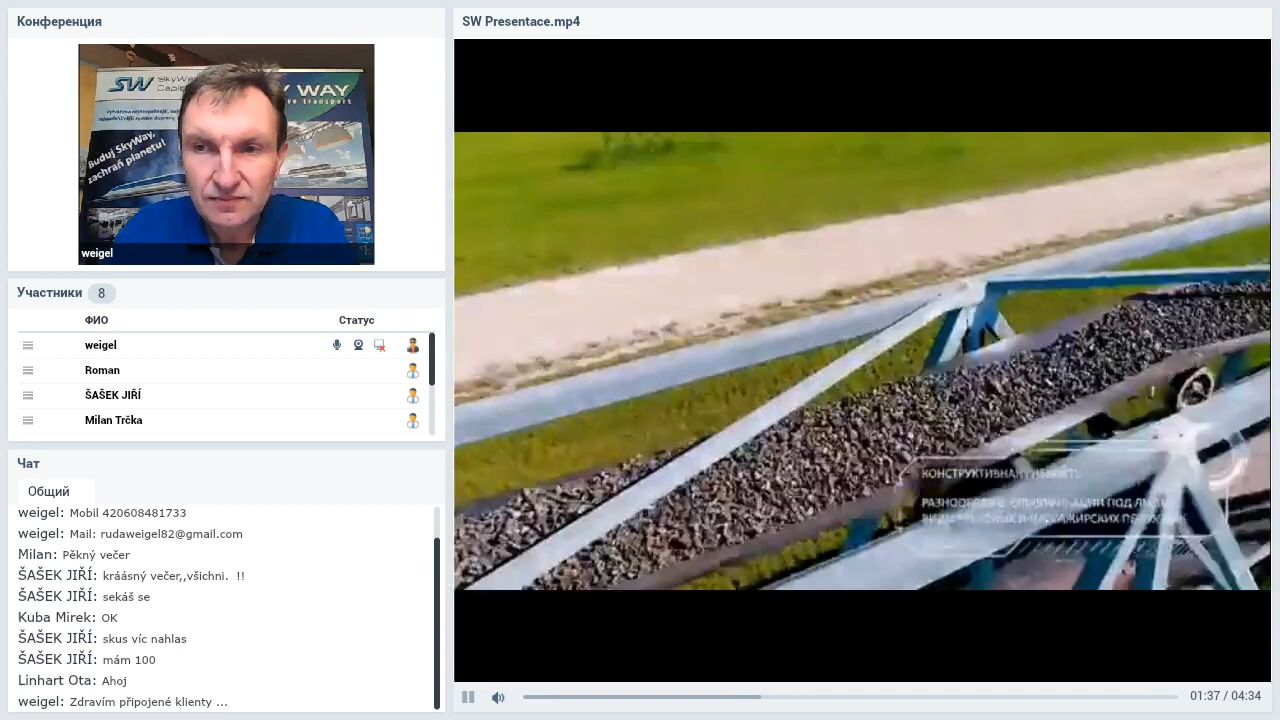 Конференция
SW
Buduj SkyWay,
zachraň planetu!
weigel
Участники 8
ФИО Статус
weigel
Roman
ŠAŠEK JIŘÍ
Milan Trčka
Чат
Общий
weigel: Mobil 420608481733
weigel: Mail: rudaweigel82@gmail.com
Milan: Pěkný večer
ŠAŠEK JIŘÍ: kráásný večer,,všichni. !!
ŠAŠEK JIŘÍ: sekáš se
Kuba Mirek: OK
ŠAŠEK JIŘÍ: skus víc nahlas
ŠAŠEK JIŘÍ: mám 100
Linhart Ota: Ahoj
weigel: Zdravím připojené klienty ...
SW Presentace.mp4
КОНСТРУКТИВНАЯ
01:37 / 04:34